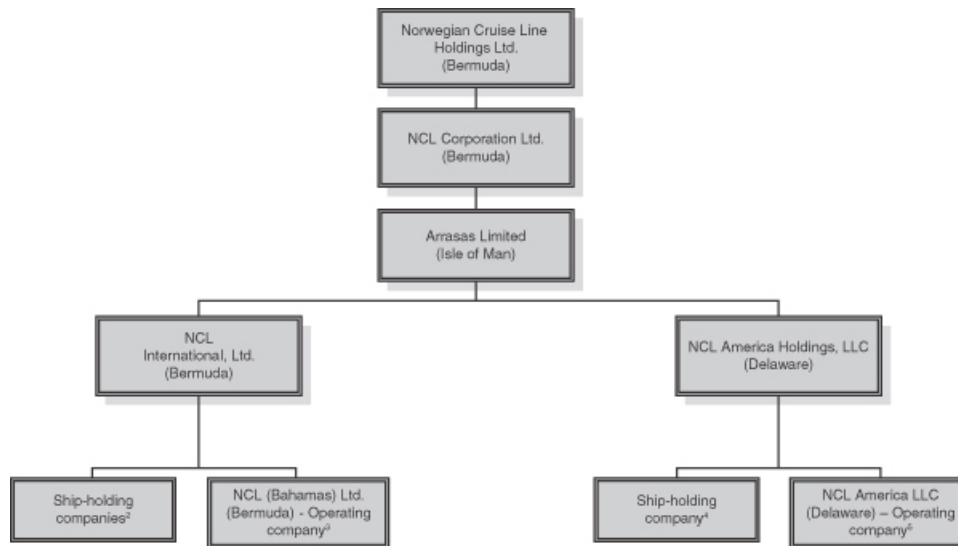 Norwegian Cruise Line
Holdings Ltd.
(Bermuda)
NCL Corporation Ltd.
(Bermuda)
Arrasas Limited
(Isle of Man)
NCL
International, Ltd.
(Bermuda)
NCL America Holdings, LLC
(Delaware)
Ship-holding
companies²
NCL (Bahamas) Ltd.
(Bermuda) - Operating
company³
Ship-holding
company⁴
NCL America LLC
(Delaware) – Operating
company⁵